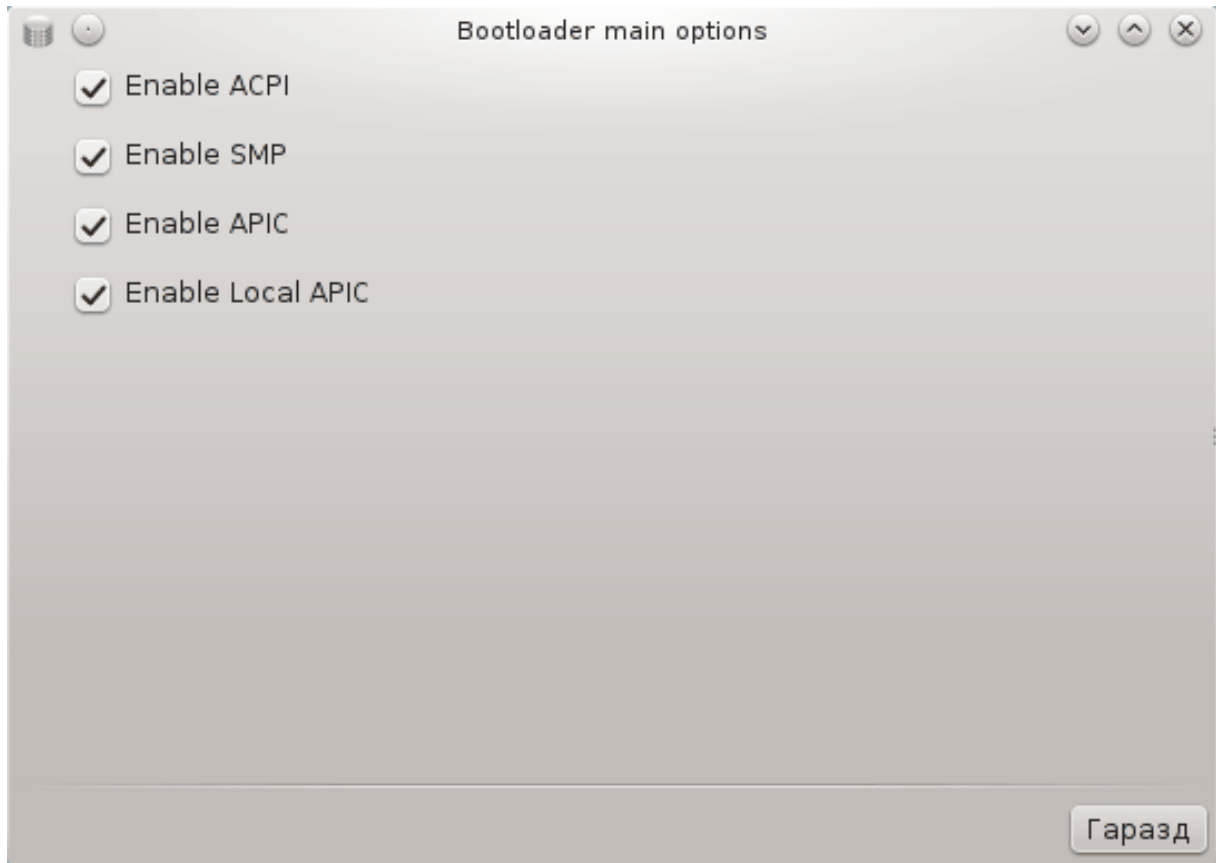 Bootloader main options
Enable ACPI
Enable SMP
Enable APIC
Enable Local APIC
Гаразд